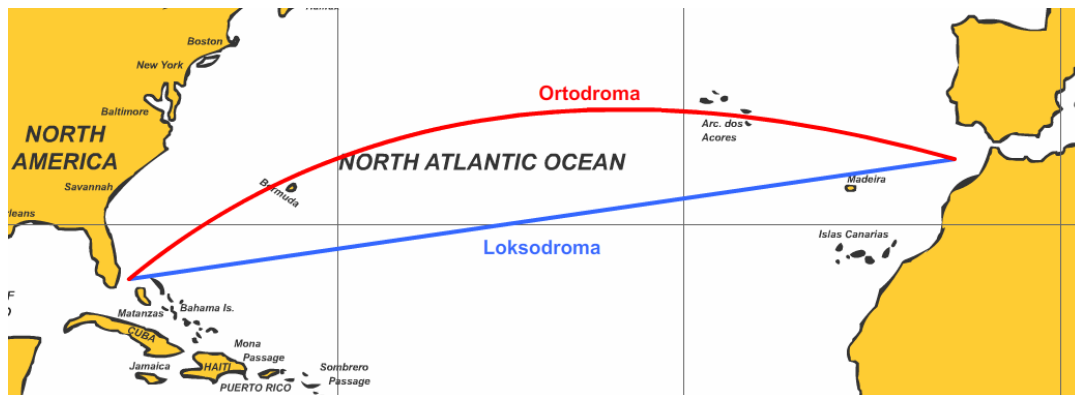 Boston
New York
Baltimore
NORTH
AMERICA
Savannah
rleans
Ortodroma
Arc. dos
Acores
NORTH ATLANTIC OCEAN
Bermuda
Madeira
Loksodroma
Islas Canarias
F
Matanzas
Bahama Is.
CUBA
Mona
Passage
Jamaica
HAITI
PUERTO RICO
Sombrero
Passage